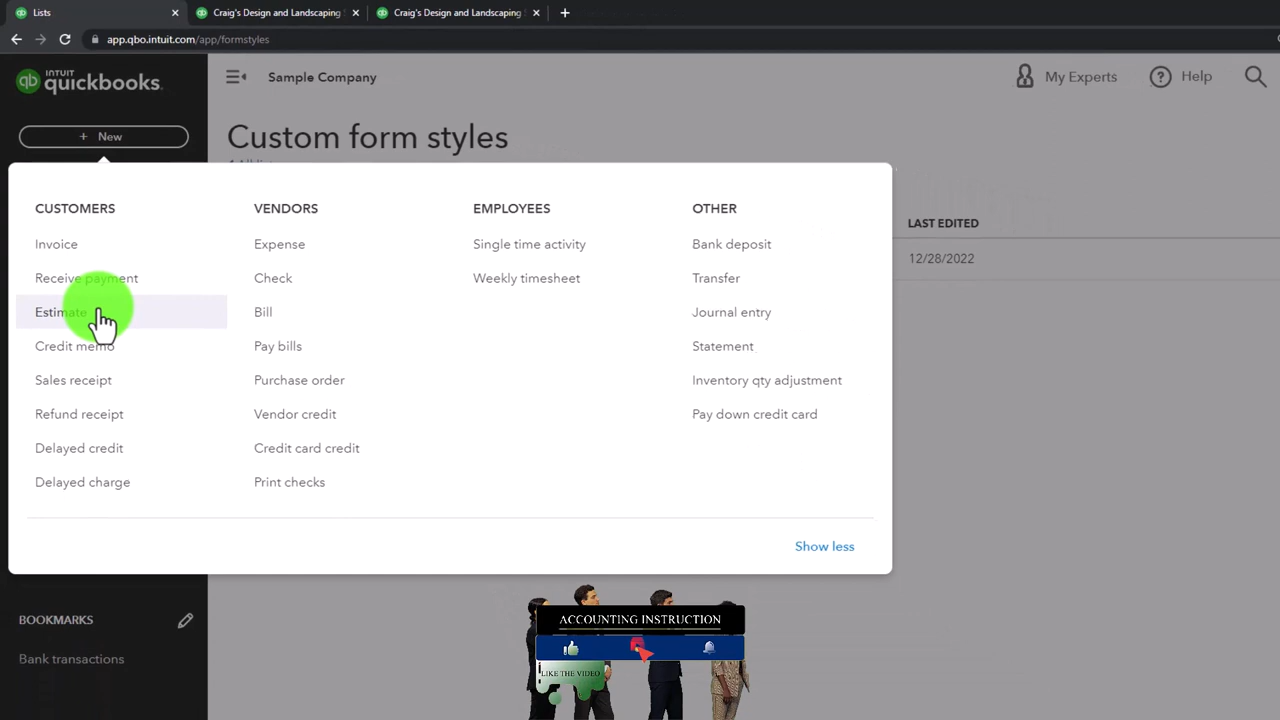 Lists
Craig's Design and Landscaping S
Craig's Design and Landscaping S
app.qbo.intuit.com/app/formstyles
INTUIT
quickbooks.
qb
Sample Company
My Experts
Help
+ New
Custom form styles
CUSTOMERS
Invoice
Receive payment
Estimate
Credit memo
Sales receipt
Refund receipt
Delayed credit
Delayed charge
VENDORS
Expense
Check
Bill
Pay bills
Purchase order
Vendor credit
Credit card credit
Print checks
EMPLOYEES
Single time activity
Weekly timesheet
OTHER
Bank deposit
Transfer
Journal entry
Statement
Inventory qty adjustment
Pay down credit card
Show less
LAST EDITED
12/28/2022
BOOKMARKS
Bank transactions
ACCOUNTING INSTRUCTION
LIKE THE VIDEO